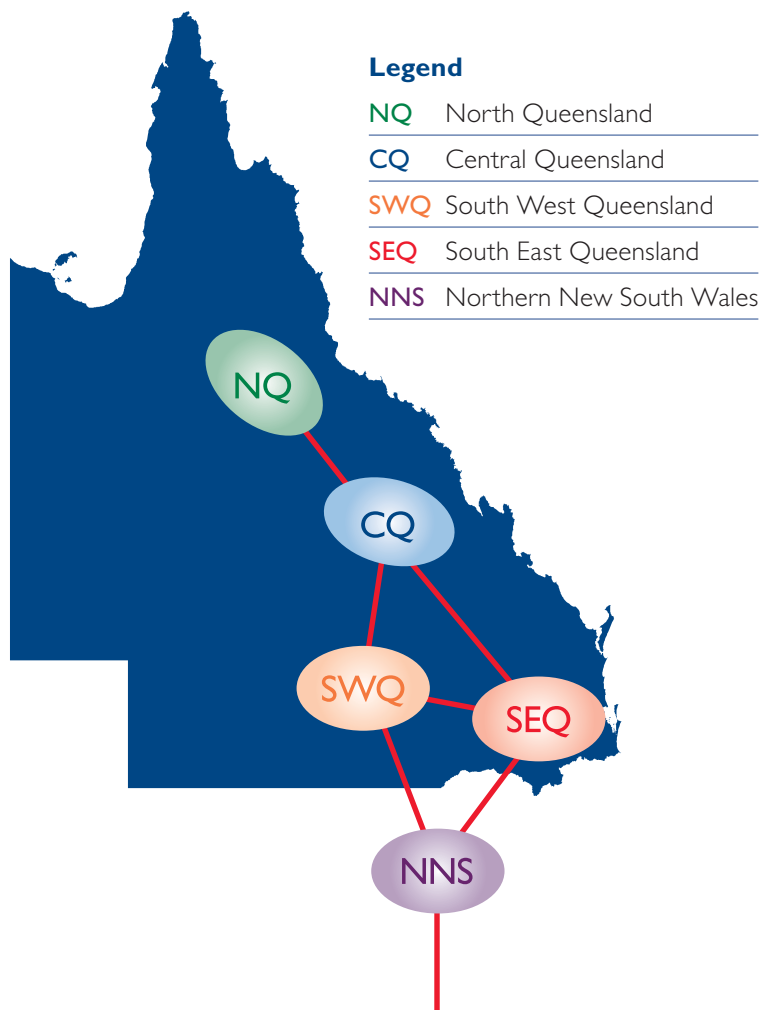 Legend
NQ North Queensland
CQ Central Queensland
SWQ South West Queensland
SEQ South East Queensland
NNS Northern New South Wales
NQ
CQ
SWQ
SEQ
NNS